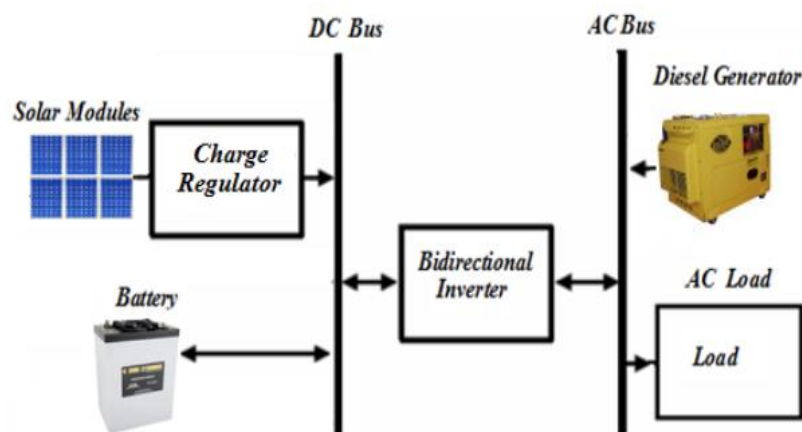 DC Bus
AC Bus
Diesel Generator
Solar Modules
Charge
Regulator
Bidirectional
Inverter
Battery
AC Load
Load